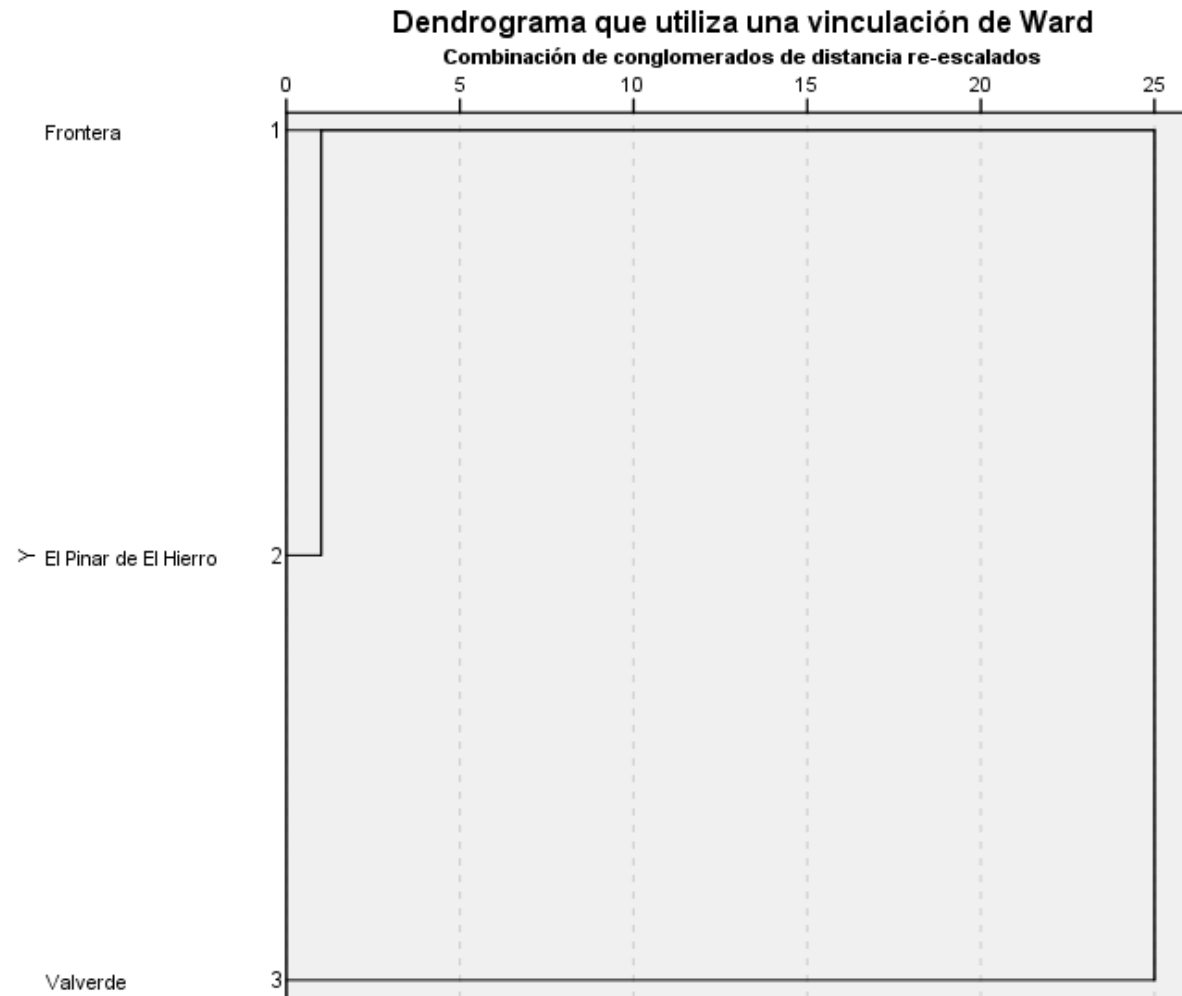 Dendrograma que utiliza una vinculación de Ward
Combinación de conglomerados de distancia re-escalados
0 5 10 15 20 25
Frontera 1
Y El Pinar de El Hierro 2
Valverde 3